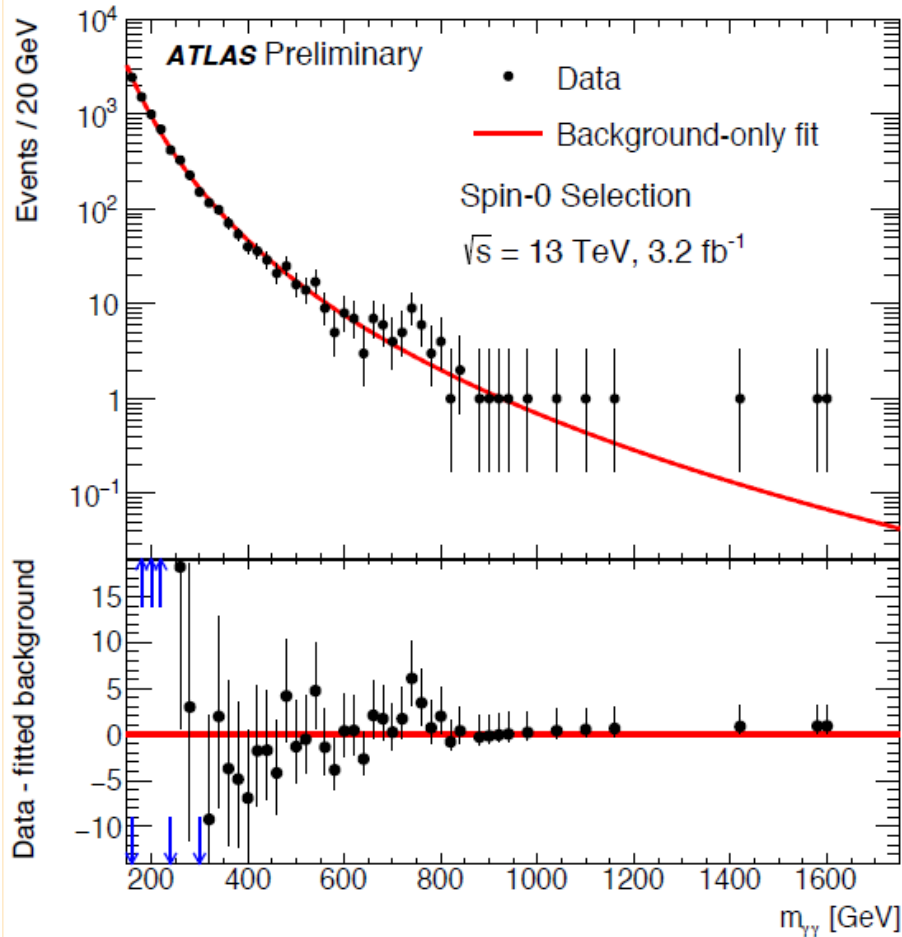 Events / 20 GeV
10⁴
10³
10²
10
1
10⁻¹
ATLAS Preliminary
Data
Background-only fit
Spin-0 Selection
√s = 13 TeV, 3.2 fb⁻¹
Data - fitted background
15
10
5
0
−5
−10
200 400 600 800 1000 1200 1400 1600
mγγ [GeV]